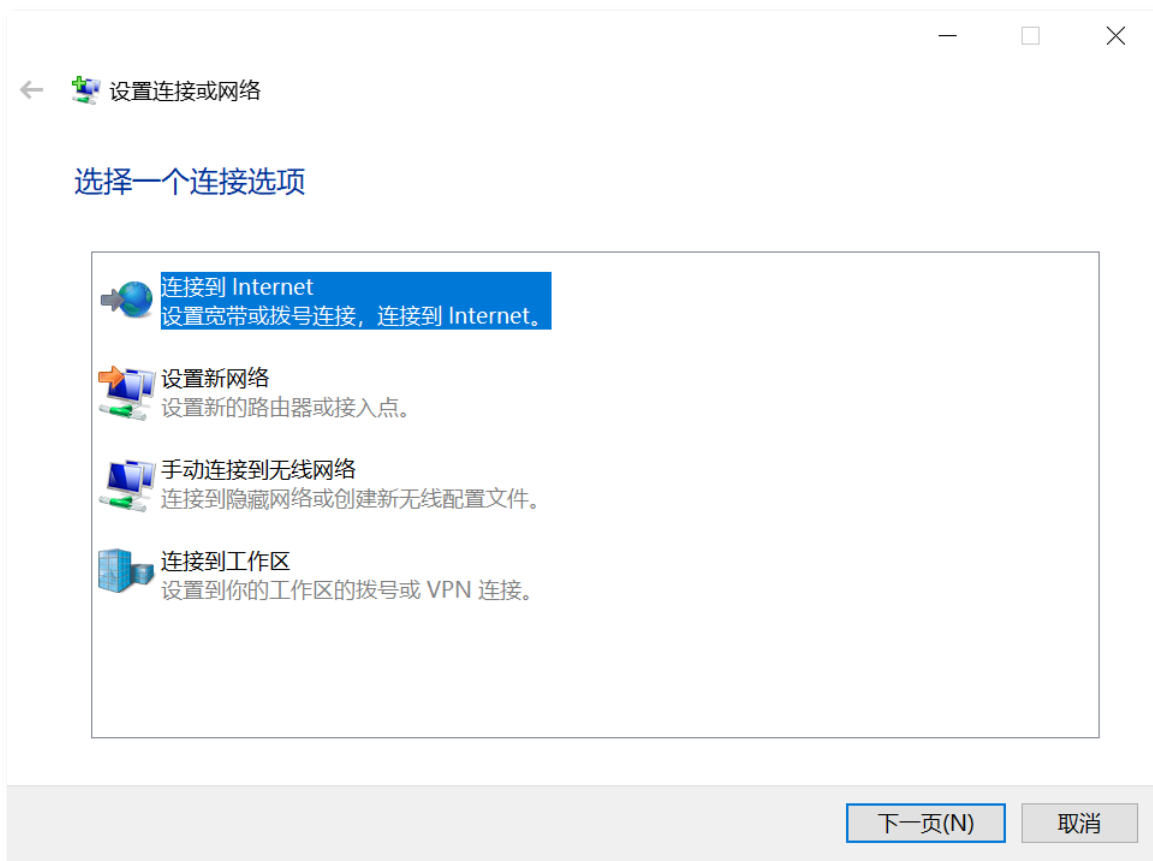 设置连接或网络
选择一个连接选项
连接到 Internet
设置宽带或拨号连接，连接到 Internet。
设置新网络
设置新的路由器或接入点。
手动连接到无线网络
连接到隐藏网络或创建新无线配置文件。
连接到工作区
设置到你的工作区的拨号或 VPN 连接。
下一页(N)
取消